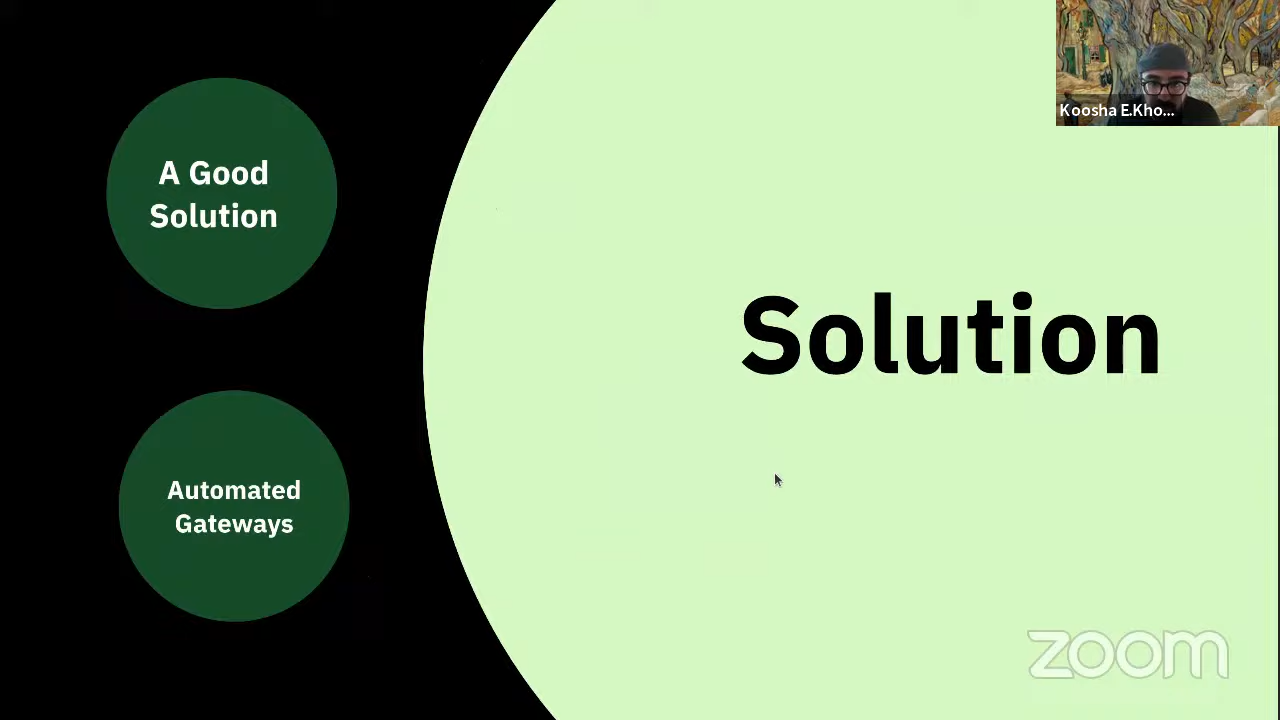 A Good
Solution
Solution
Automated
Gateways
Koosha E.Kho...
zoom